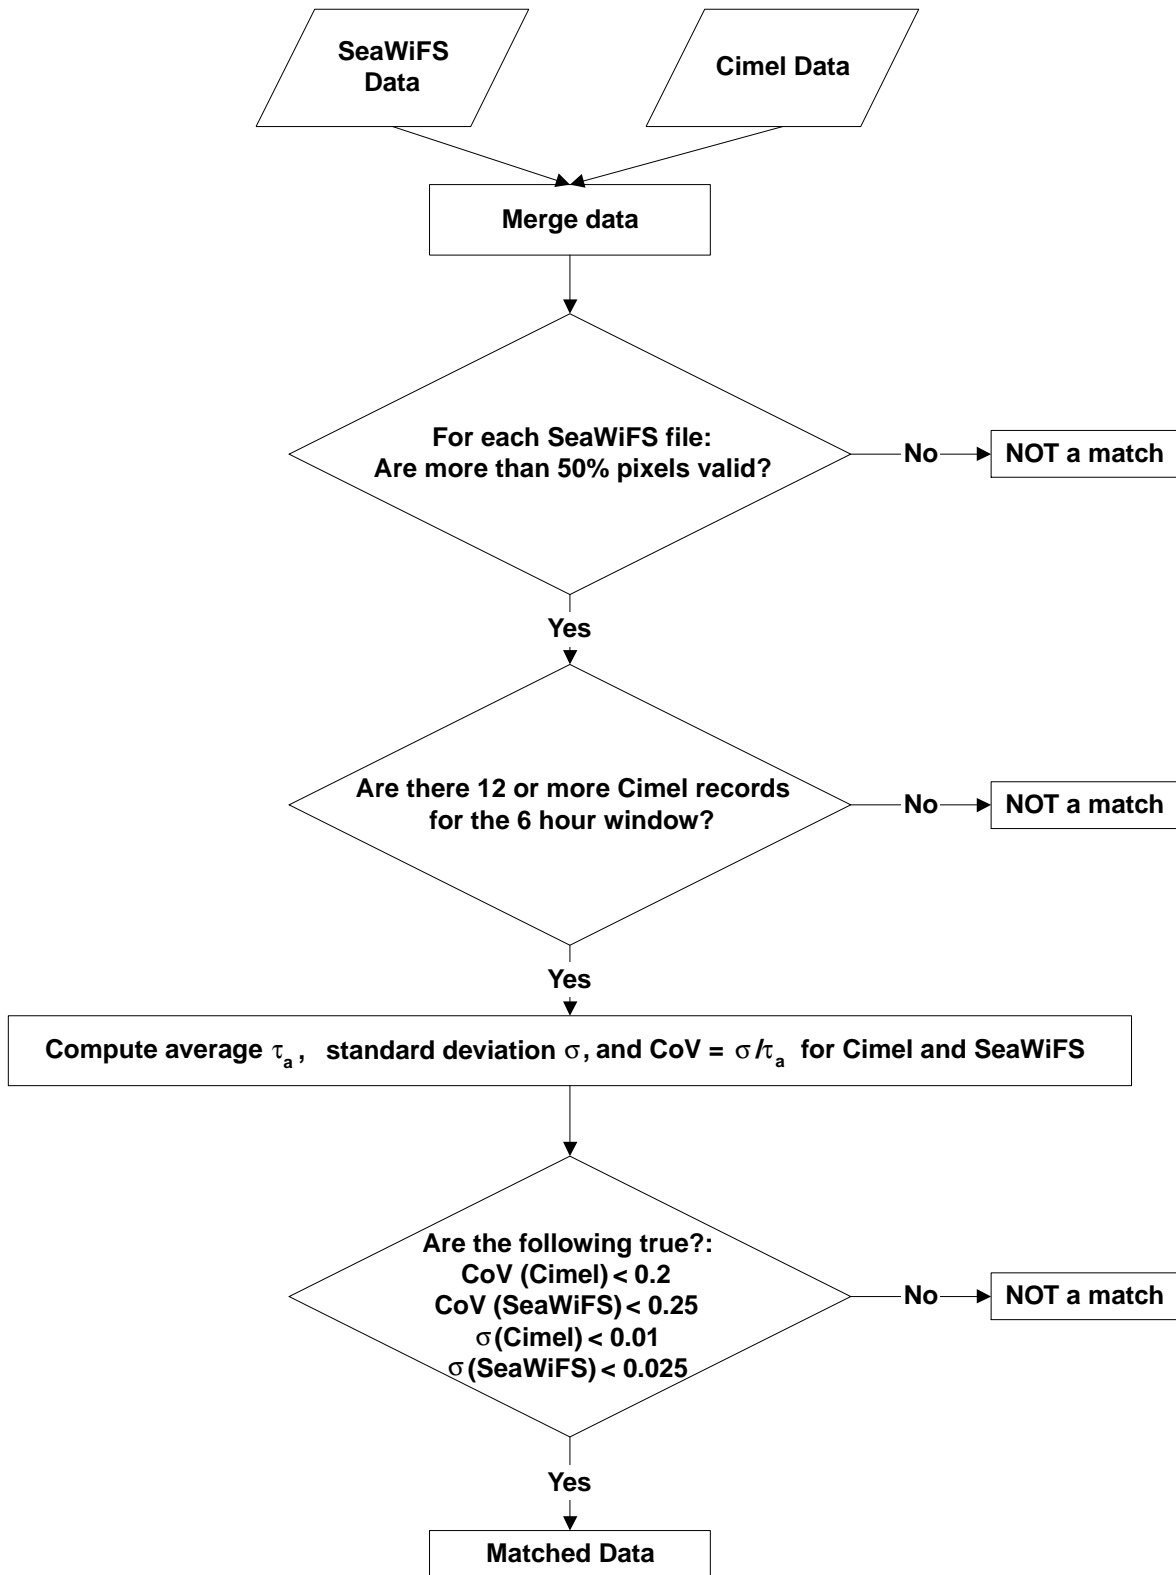 SeaWiFS
Data
Cimel Data
Merge data
For each SeaWiFS file:
Are more than 50% pixels valid?
No
NOT a match
Yes
Are there 12 or more Cimel records
for the 6 hour window?
No
NOT a match
Yes
Compute average τₐ, standard deviation σ, and CoV = σ/τₐ for Cimel and SeaWiFS
Are the following true?:
CoV (Cimel) < 0.2
CoV (SeaWiFS) < 0.25
σ (Cimel) < 0.01
σ (SeaWiFS) < 0.025
No
NOT a match
Yes
Matched Data